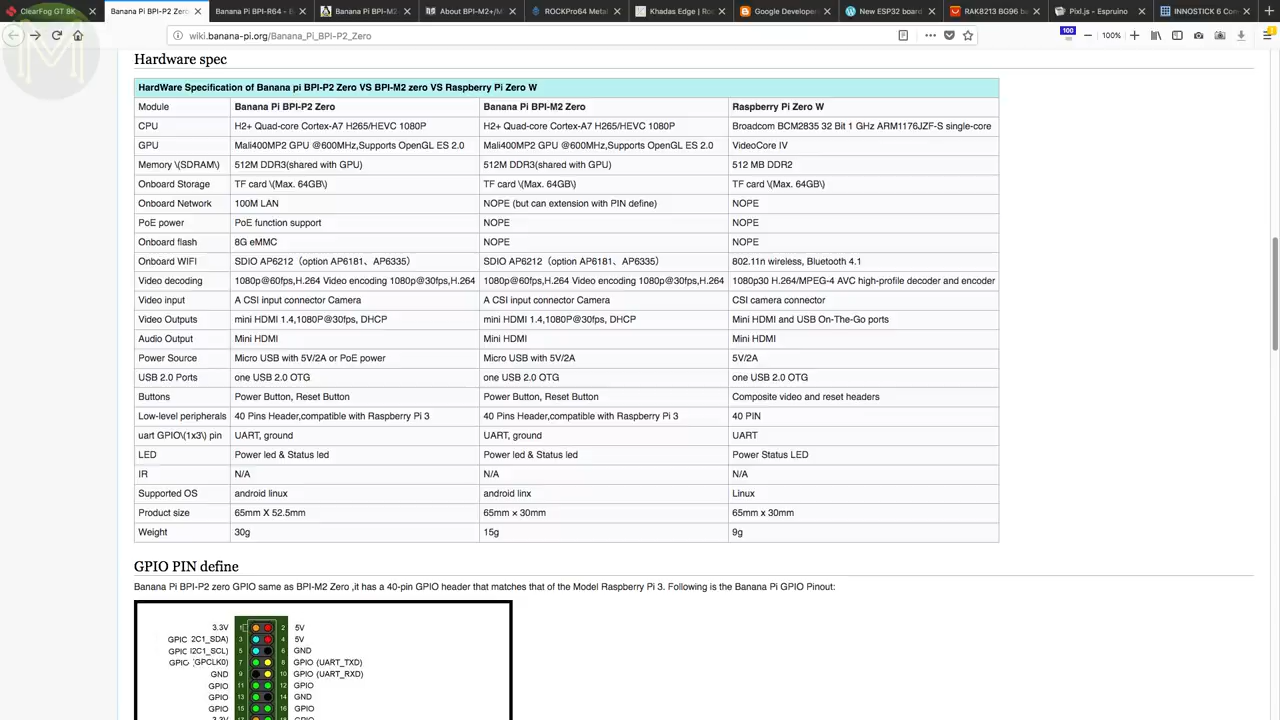 ClearFog GT 8K
Banana Pi BPI-P2 Zero
Banana Pi BPI-R64 - B
Banana Pi BPI-M2
About BPI-M2+/M
ROCKPro64 Metal
Khadas Edge | Ro
Google Develope
New ESP32 board
RAK8213 BG96 b
Pixl.js - Espruino
INNOSTICK 6 Con
wiki.banana-pi.org/Banana_Pi_BPI-P2_Zero
100
100%
M
Hardware spec
HardWare Specification of Banana pi BPI-P2 Zero VS BPI-M2 zero VS Raspberry Pi Zero W
Module Banana Pi BPI-P2 Zero Banana Pi BPI-M2 Zero Raspberry Pi Zero W
CPU H2+ Quad-core Cortex-A7 H265/HEVC 1080P H2+ Quad-core Cortex-A7 H265/HEVC 1080P Broadcom BCM2835 32 Bit 1 GHz ARM1176JZF-S single-core
GPU Mali400MP2 GPU @600MHz,Supports OpenGL ES 2.0 Mali400MP2 GPU @600MHz,Supports OpenGL ES 2.0 VideoCore IV
Memory \(SDRAM\) 512M DDR3(shared with GPU) 512M DDR3(shared with GPU) 512 MB DDR2
Onboard Storage TF card \(Max. 64GB\) TF card \(Max. 64GB\) TF card \(Max. 64GB\)
Onboard Network 100M LAN NOPE (but can extension with PIN define) NOPE
PoE power PoE function support NOPE NOPE
Onboard flash 8G eMMC NOPE NOPE
Onboard WIFI SDIO AP6212（option AP6181、AP6335） SDIO AP6212（option AP6181、AP6335） 802.11n wireless, Bluetooth 4.1
Video decoding 1080p@60fps,H.264 Video encoding 1080p@30fps,H.264 1080p@60fps,H.264 Video encoding 1080p@30fps,H.264 1080p30 H.264/MPEG-4 AVC high-profile decoder and encoder
Video input A CSI input connector Camera A CSI input connector Camera CSI camera connector
Video Outputs mini HDMI 1.4,1080P@30fps, DHCP mini HDMI 1.4,1080P@30fps, DHCP Mini HDMI and USB On-The-Go ports
Audio Output Mini HDMI Mini HDMI Mini HDMI
Power Source Micro USB with 5V/2A or PoE power Micro USB with 5V/2A 5V/2A
USB 2.0 Ports one USB 2.0 OTG one USB 2.0 OTG one USB 2.0 OTG
Buttons Power Button, Reset Button Power Button, Reset Button Composite video and reset headers
Low-level peripherals 40 Pins Header,compatible with Raspberry Pi 3 40 Pins Header,compatible with Raspberry Pi 3 40 PIN
uart GPIO\(1x3\) pin UART, ground UART, ground UART
LED Power led & Status led Power led & Status led Power Status LED
IR N/A N/A N/A
Supported OS android linux android linx Linux
Product size 65mm X 52.5mm 65mm × 30mm 65mm x 30mm
Weight 30g 15g 9g
GPIO PIN define
Banana Pi BPI-P2 zero GPIO same as BPI-M2 Zero ,it has a 40-pin GPIO header that matches that of the Model Raspberry Pi 3. Following is the Banana Pi GPIO Pinout:
3.3V 1 2 5V
GPIO 2C1_SDA) 3 4 5V
GPIO I2C1_SCL) 5 6 GND
GPIO (GPCLK0) 7 8 GPIO (UART_TXD)
GND 9 10 GPIO (UART_RXD)
GPIO 11 12 GPIO
GPIO 13 14 GND
GPIO 15 16 GPIO